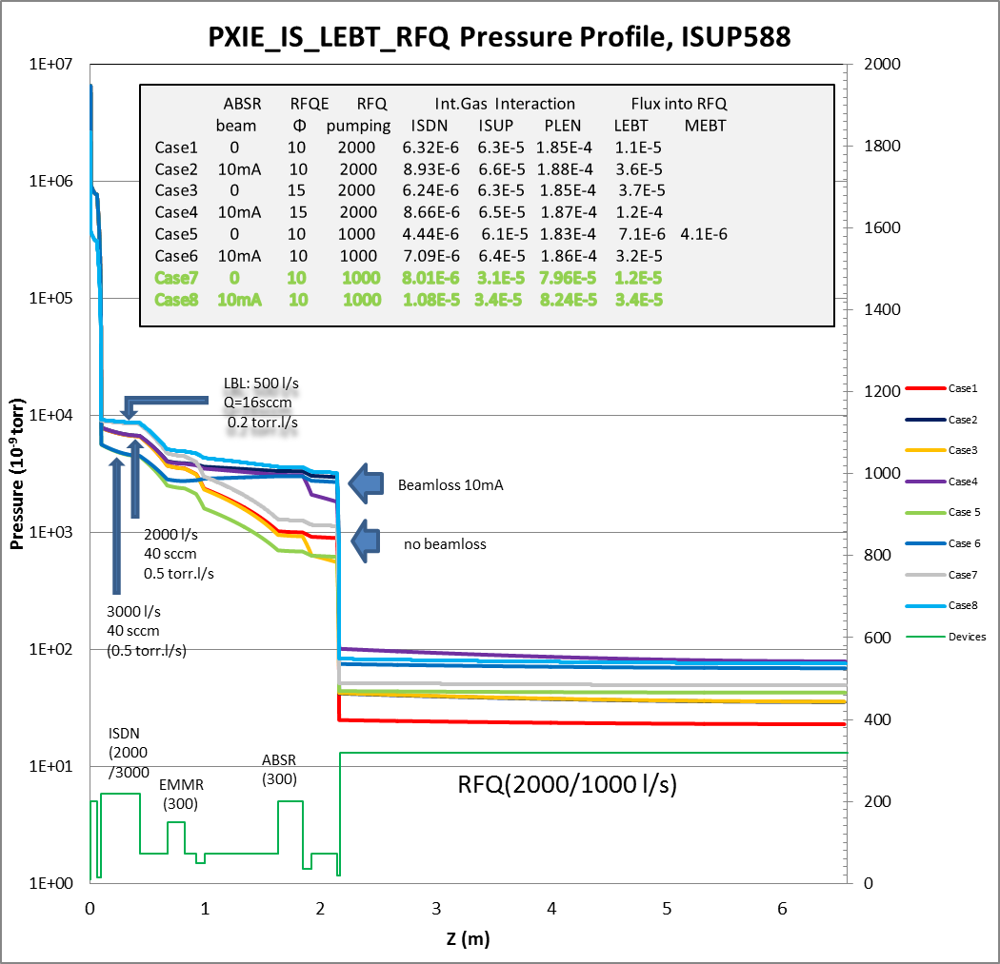 PXIE_IS_LEBT_RFQ Pressure Profile, ISUP588
1E+07
1E+06
1E+05
1E+04
1E+03
1E+02
1E+01
1E+00
Pressure (10-9 torr)
2000
1800
1600
1400
1200
1000
800
600
400
200
0
ABSR RFQE RFQ Int.Gas Interaction Flux into RFQ
beam Φ pumping ISDN ISUP PLEN LEBT MEBT
Case1 0 10 2000 6.32E-6 6.3E-5 1.85E-4 1.1E-5
Case2 10mA 10 2000 8.93E-6 6.6E-5 1.88E-4 3.6E-5
Case3 0 15 2000 6.24E-6 6.3E-5 1.85E-4 3.7E-5
Case4 10mA 15 2000 8.66E-6 6.5E-5 1.87E-4 1.2E-4
Case5 0 10 1000 4.44E-6 6.1E-5 1.83E-4 7.1E-6 4.1E-6
Case6 10mA 10 1000 7.09E-6 6.4E-5 1.86E-4 3.2E-5
Case7 0 10 1000 8.01E-6 3.1E-5 7.96E-5 1.2E-5
Case8 10mA 10 1000 1.08E-5 3.4E-5 8.24E-5 3.4E-5
LBL: 500 l/s
Q=16sccm
0.2 torr.l/s
2000 l/s
40 sccm
0.5 torr.l/s
3000 l/s
40 sccm
(0.5 torr.l/s)
Beamloss 10mA
no beamloss
ISDN
(2000
/3000
EMMR
(300)
ABSR
(300)
RFQ(2000/1000 l/s)
Case1
Case2
Case3
Case4
Case 5
Case 6
Case7
Case8
Devices
0 1 2 3 4 5 6
Z (m)